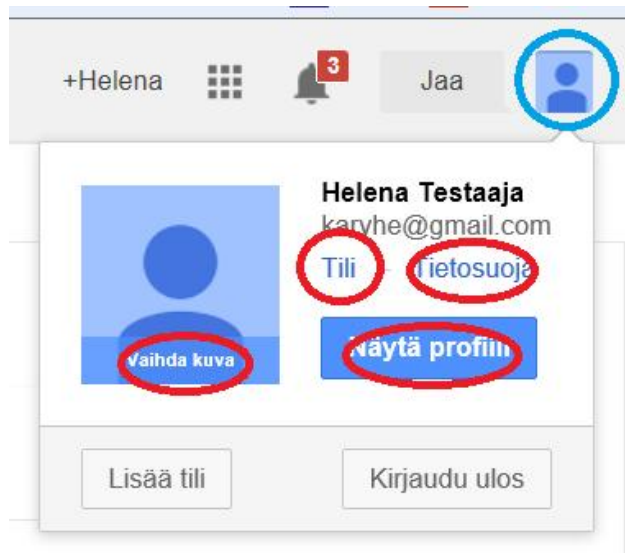 +Helena 3 Jaa
Helena Testaaja
karyhe@gmail.com
Tili - Tietosuoja
Vaihda kuva
Näytä profiili
Lisää tili Kirjaudu ulos